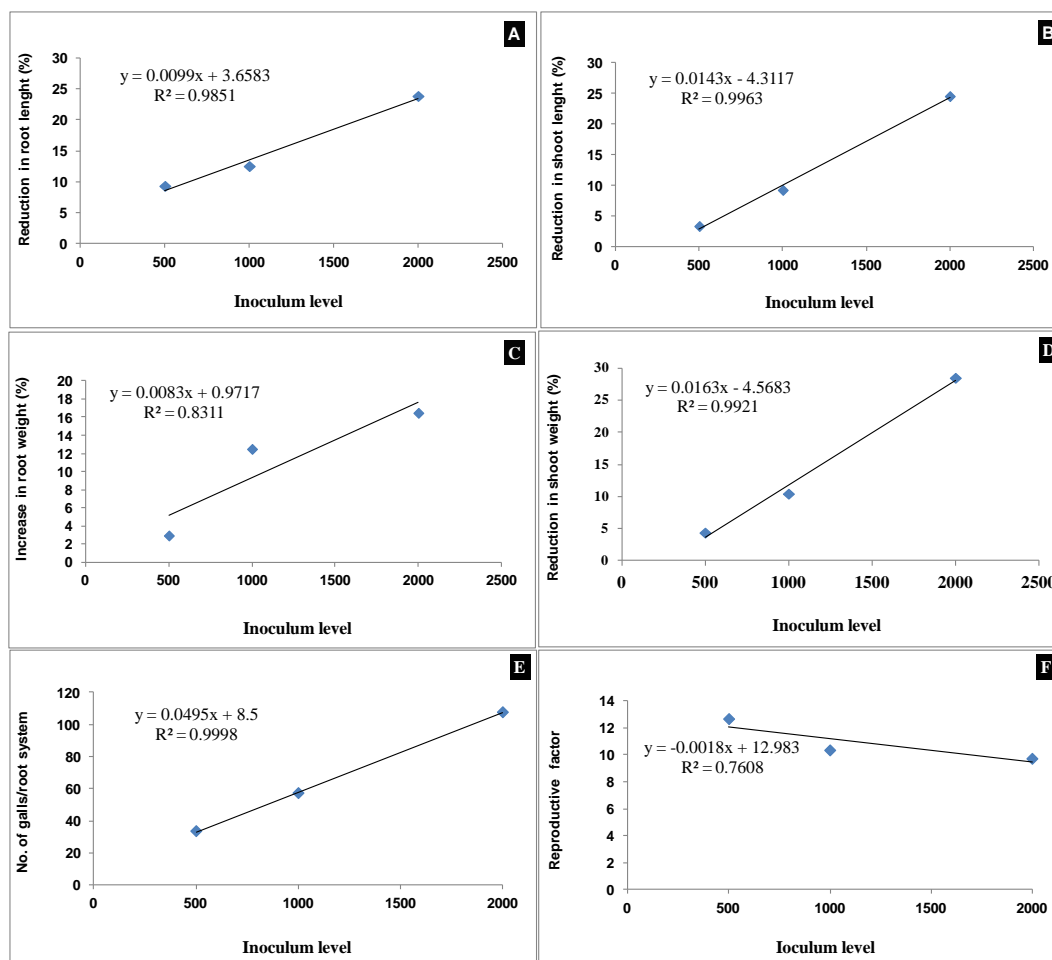 A
Reduction in root lenght (%)
30
25
20
15
10
5
0
y = 0.0099x + 3.6583
R² = 0.9851
0 500 1000 1500 2000 2500
Inoculum level
B
Reduction in shoot lenght (%)
30
25
20
15
10
5
0
y = 0.0143x - 4.3117
R² = 0.9963
0 500 1000 1500 2000 2500
Inoculum level
C
Increase in root weight (%)
20
18
16
14
12
10
8
6
4
2
0
y = 0.0083x + 0.9717
R² = 0.8311
0 500 1000 1500 2000 2500
Inoculum level
D
Reduction in shoot weight (%)
30
25
20
15
10
5
0
y = 0.0163x - 4.5683
R² = 0.9921
0 500 1000 1500 2000 2500
Inoculum level
E
No. of galls/root system
120
100
80
60
40
20
0
y = 0.0495x + 8.5
R² = 0.9998
0 500 1000 1500 2000
Inoculum level
F
Reproductive factor
14
12
10
8
6
4
2
0
y = -0.0018x + 12.983
R² = 0.7608
0 500 1000 1500 2000
Ioculum level